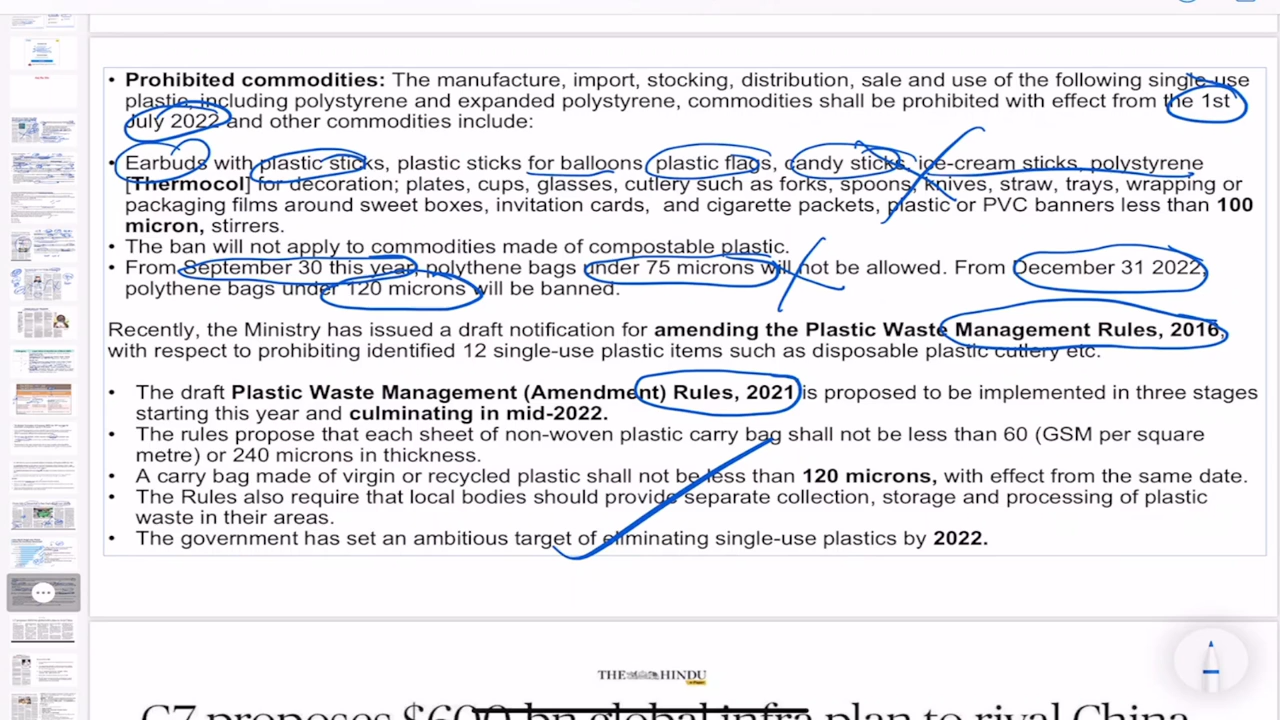 • Prohibited commodities: The manufacture, import, stocking, distribution, sale and use of the following single-use
plastic, including polystyrene and expanded polystyrene, commodities shall be prohibited with effect from the 1st
July 2022 and other commodities include:
• Earbuds with plastic sticks, plastic sticks for balloons, plastic flags, candy sticks, ice-cream sticks, polystyrene
[Thermocol] for decoration; plates, cups, glasses, cutlery such as forks, spoons, knives, straw, trays, wrapping or
packaging films around sweet boxes, invitation cards, and cigarette packets, plastic or PVC banners less than 100
micron, stirrers.
• The ban will not apply to commodities made of compostable plastic.
• From September 30 this year, polythene bags under 75 microns will not be allowed. From December 31 2022,
polythene bags under 120 microns will be banned.
Recently, the Ministry has issued a draft notification for amending the Plastic Waste Management Rules, 2016,
with respect to prohibiting identified 12 single-use plastic items such as disposable plastic cutlery etc.
• The draft Plastic Waste Management (Amendment) Rules, 2021 is proposed to be implemented in three stages
starting this year and culminating in mid-2022.
• The rules propose that each sheet of non-woven plastic carry bag shall not be less than 60 (GSM per square
metre) or 240 microns in thickness.
• A carry bag made of virgin or recycled plastic shall not be less than 120 microns, with effect from the same date.
• The Rules also require that local bodies should provide separate collection, storage and processing of plastic
waste in their areas.
• The government has set an ambitious target of eliminating single-use plastics by 2022.
THE HINDU
G7 proposes $600 bn global infra plan to rival China